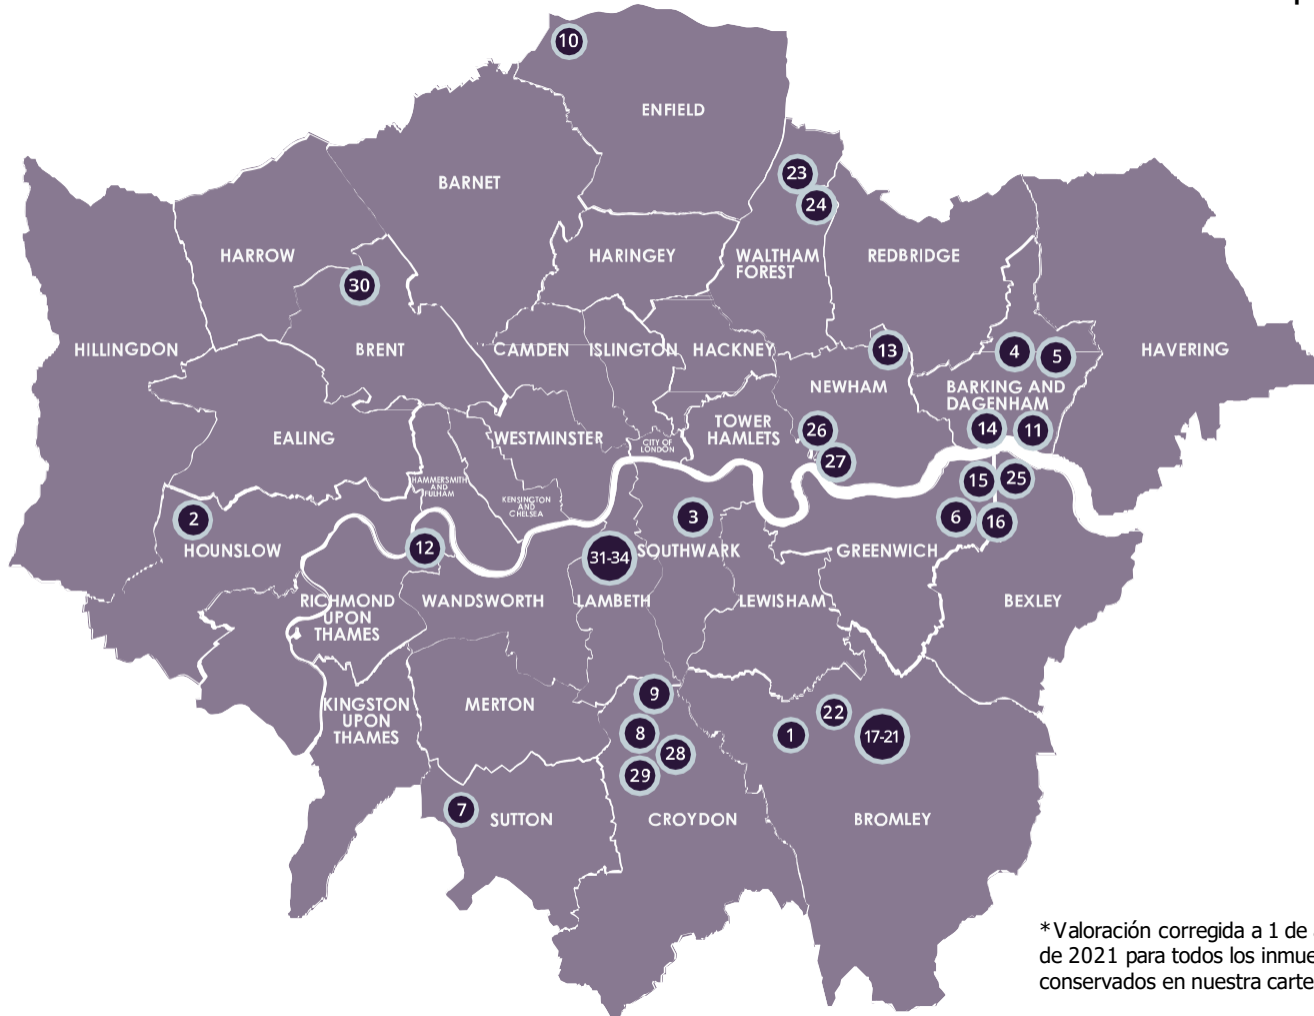 10
ENFIELD
23
BARNET
24
HARROW
HARINGEY
WALTHAM
FOREST
REDBRIDGE
30
HILLINGDON
BRENT
CAMDEN
ISLINGTON
HACKNEY
13
4
5
HAVERING
NEWHAM
BARKING AND
DAGENHAM
EALING
WESTMINSTER
CITY OF
LONDON
TOWER
HAMLETS
26
14
11
27
HAMMERSMITH
AND
FULHAM
KENSINGTON
AND
CHELSEA
15
25
2
HOUNSLOW
3
6
16
12
31-34
SOUTHWARK
GREENWICH
RICHMOND
UPON
THAMES
WANDSWORTH
LAMBETH
LEWISHAM
BEXLEY
KINGSTON
UPON
THAMES
MERTON
9
8
28
29
22
1
17-21
7
SUTTON
CROYDON
BROMLEY
*Valoración corregida a 1 de
de 2021 para todos los inmue
conservados en nuestra carte